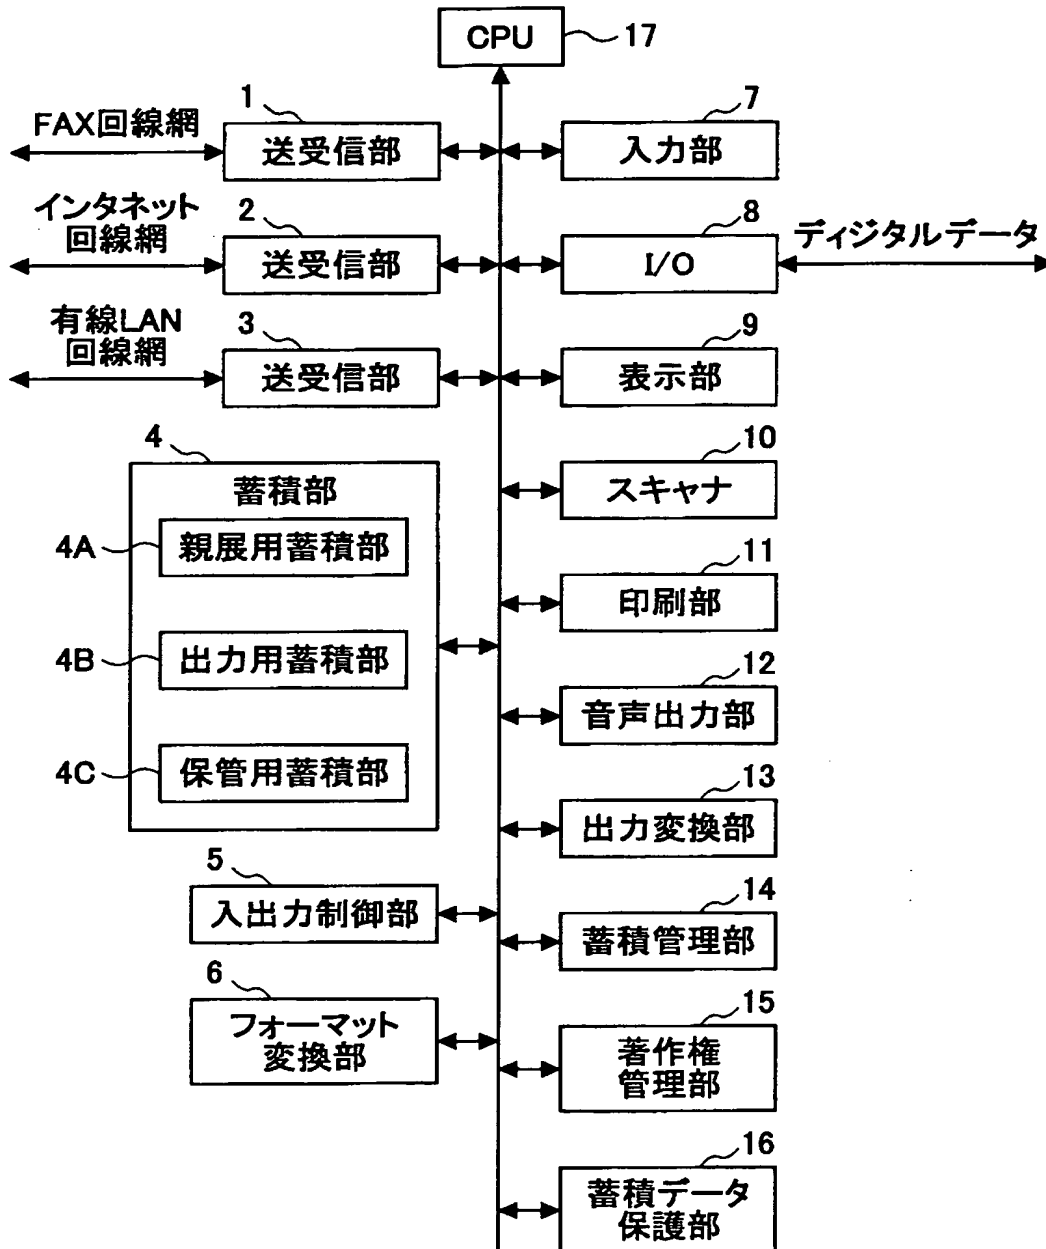 CPU
17
1
FAX回線網
送受信部
7
入力部
インタネット
回線網
2
送受信部
8
I/O
ディジタルデータ
有線LAN
回線網
3
送受信部
9
表示部
4
蓄積部
4A
親展用蓄積部
4B
出力用蓄積部
4C
保管用蓄積部
10
スキャナ
11
印刷部
12
音声出力部
13
出力変換部
5
入出力制御部
14
蓄積管理部
6
フォーマット
変換部
15
著作権
管理部
16
蓄積データ
保護部